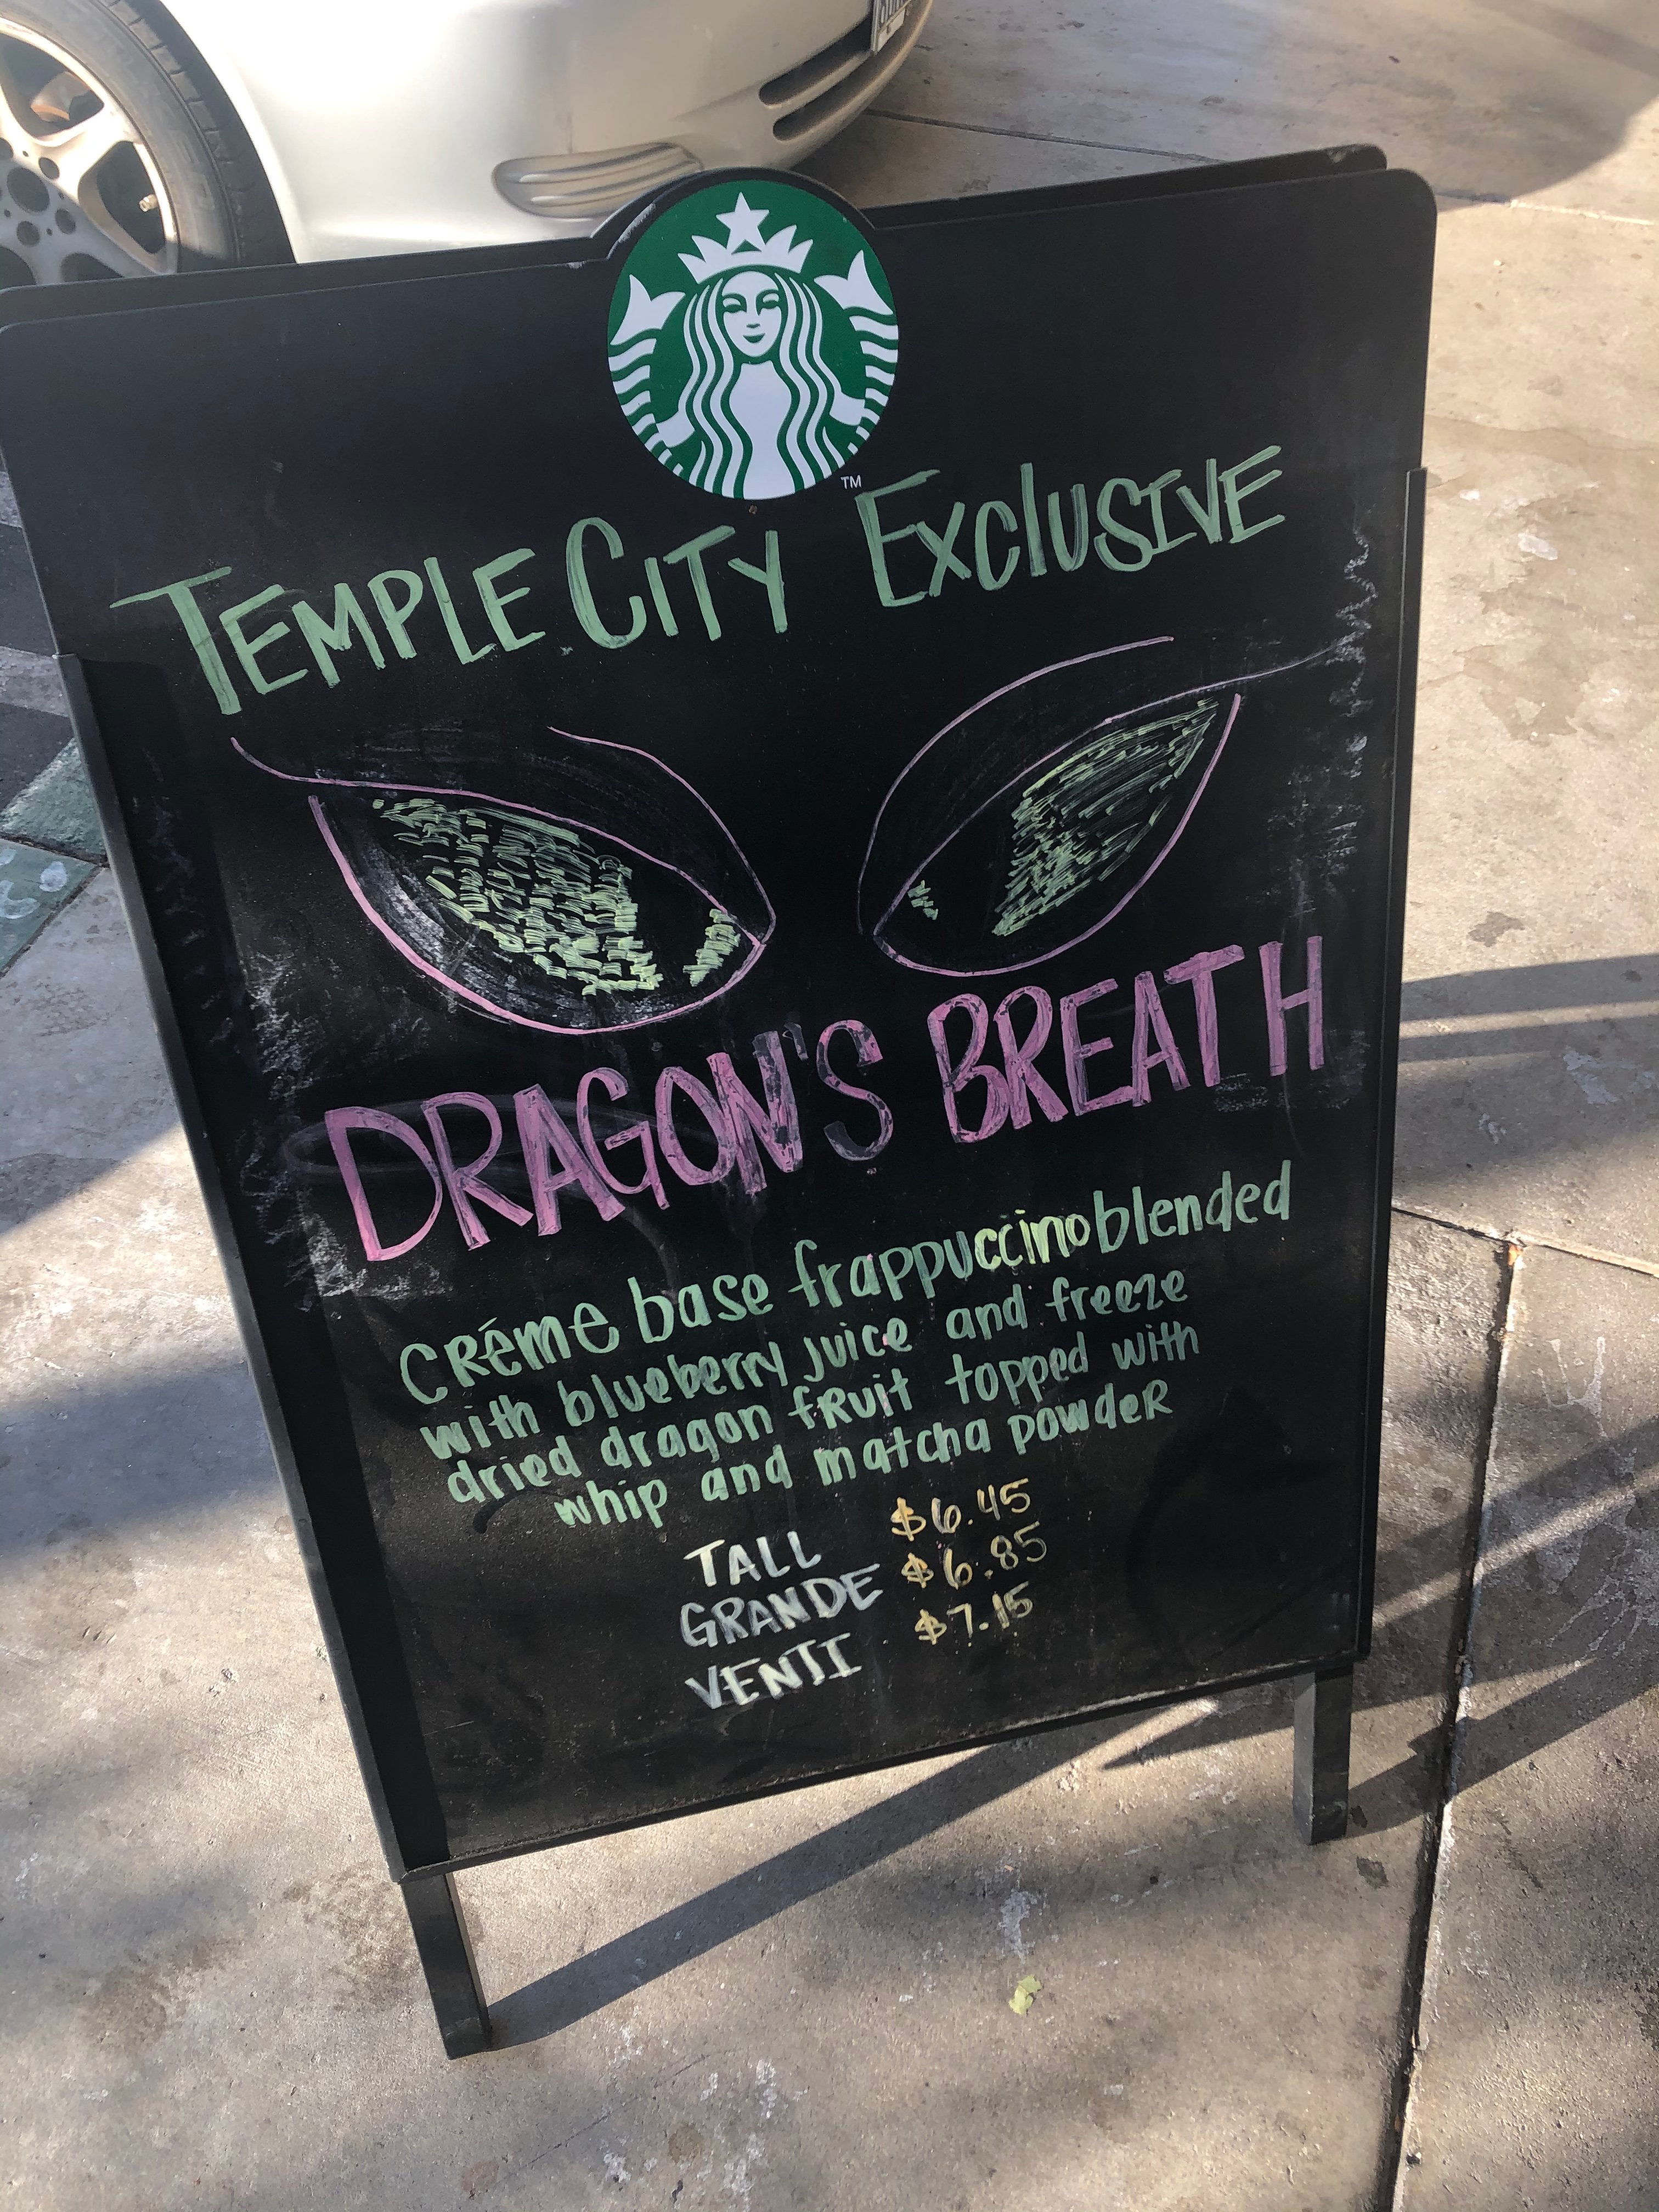 TM
TEMPLE CITY EXCLUSIVE
DRAGON'S BREATH
créme base frappuccino blended
with blueberry juice and freeze
dried dragon fruit topped with
whip and matcha powder
TALL $6.45
GRANDE $6.85
VENTI $7.15